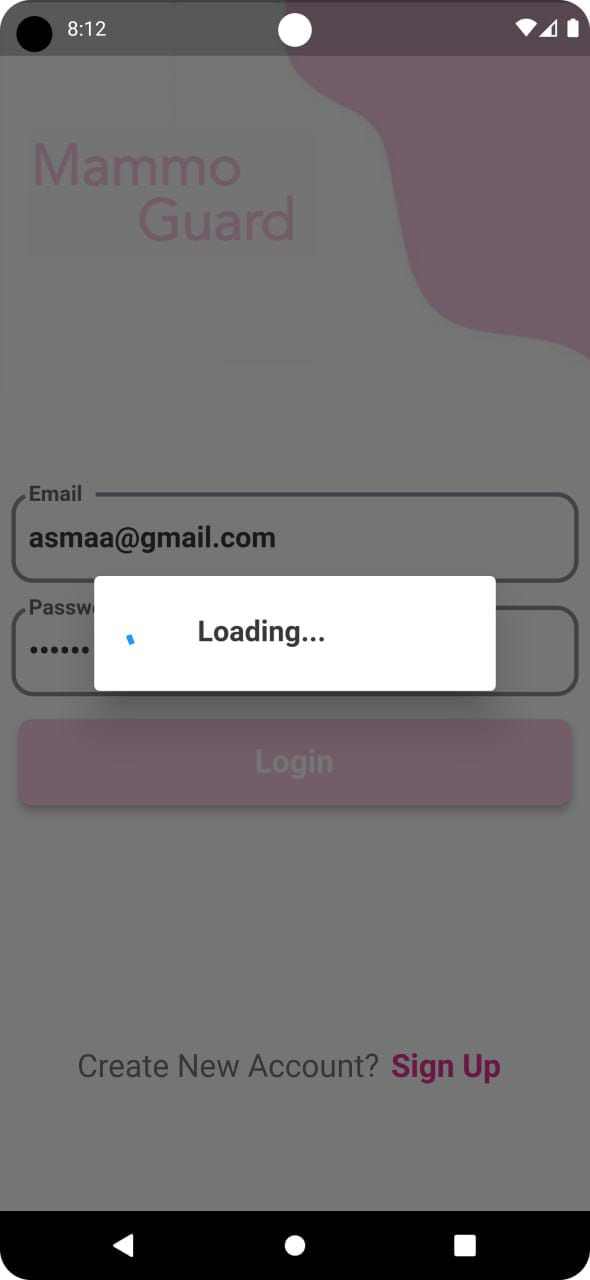 8:12
Mammo
Guard
Email
asmaa@gmail.com
Passw
Loading...
••••••
Login
Create New Account? Sign Up